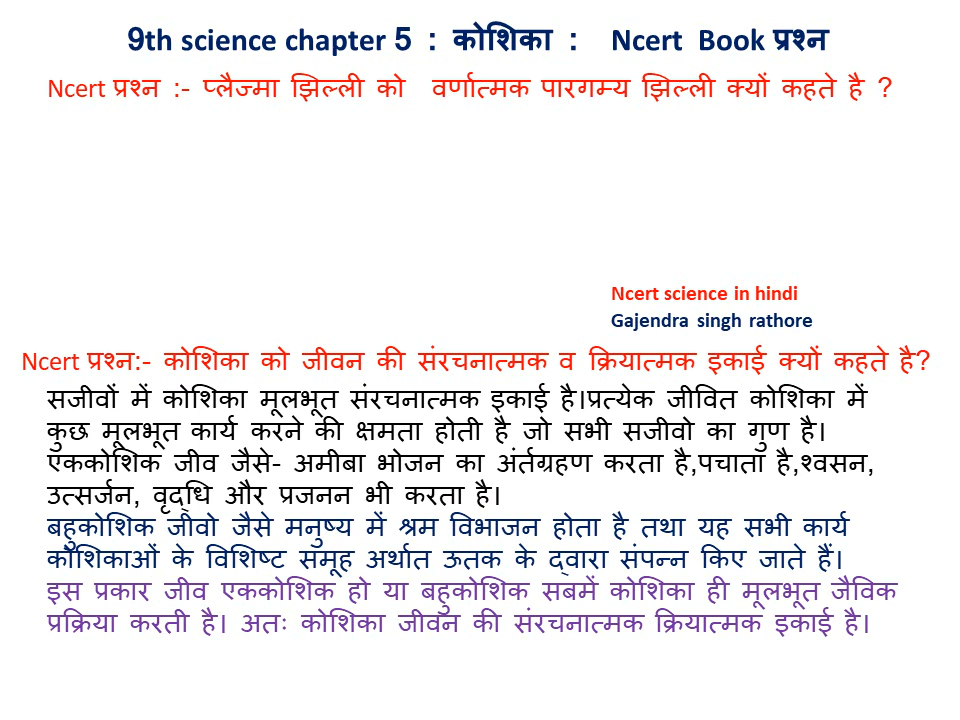 9th science chapter 5 : कोशिका : Ncert Book प्रश्न
Ncert प्रश्न :- प्लैज्मा झिल्ली को वर्णात्मक पारगम्य झिल्ली क्यों कहते है ?
Ncert science in hindi
Gajendra singh rathore
Ncert प्रश्न:- कोशिका को जीवन की संरचनात्मक व क्रियात्मक इकाई क्यों कहते है?
सजीवों में कोशिका मूलभूत संरचनात्मक इकाई है।प्रत्येक जीवित कोशिका में
कुछ मूलभूत कार्य करने की क्षमता होती है जो सभी सजीवो का गुण है।
एककोशिक जीव जैसे- अमीबा भोजन का अंर्तग्रहण करता है,पचाता है,श्वसन,
उत्सर्जन, वृद्धि और प्रजनन भी करता है।
बहुकोशिक जीवो जैसे मनुष्य में श्रम विभाजन होता है तथा यह सभी कार्य
कोशिकाओं के विशिष्ट समूह अर्थात ऊतक के द्वारा संपन्न किए जाते हैं।
इस प्रकार जीव एककोशिक हो या बहुकोशिक सबमें कोशिका ही मूलभूत जैविक
प्रक्रिया करती है। अतः कोशिका जीवन की संरचनात्मक क्रियात्मक इकाई है।